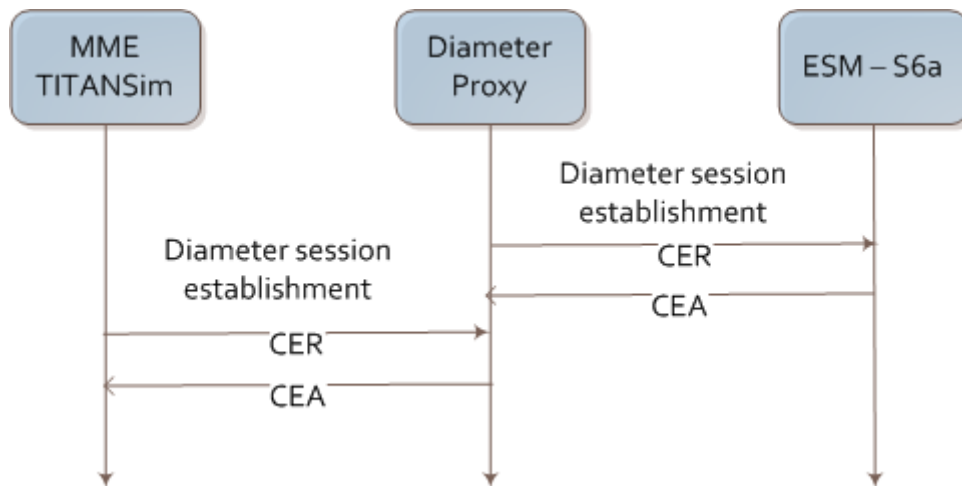 MME
TITANSim
Diameter
Proxy
ESM – S6a
Diameter session
establishment
CER
CEA
Diameter session
establishment
CER
CEA